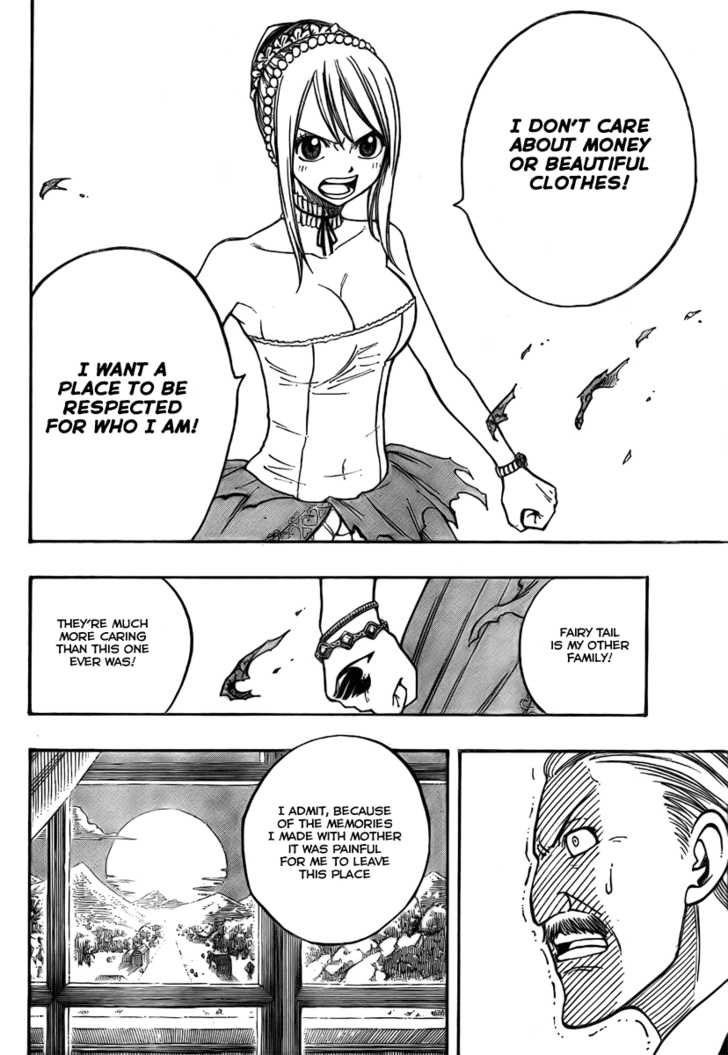 I DON'T CARE
ABOUT MONEY
OR BEAUTIFUL
CLOTHES!
I WANT A
PLACE TO BE
RESPECTED
FOR WHO I AM!
FAIRY TAIL
IS MY OTHER
FAMILY!
THEY'RE MUCH
MORE CARING
THAN THIS ONE
EVER WAS!
I ADMIT, BECAUSE
OF THE MEMORIES
I MADE WITH MOTHER
IT WAS PAINFUL
FOR ME TO LEAVE
THIS PLACE